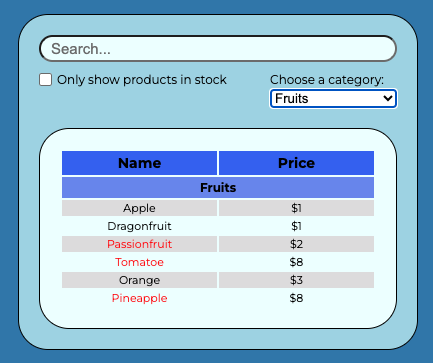 Search...
Only show products in stock
Choose a category:
Fruits
Name Price
Fruits
Apple $1
Dragonfruit $1
Passionfruit $2
Tomatoe $8
Orange $3
Pineapple $8